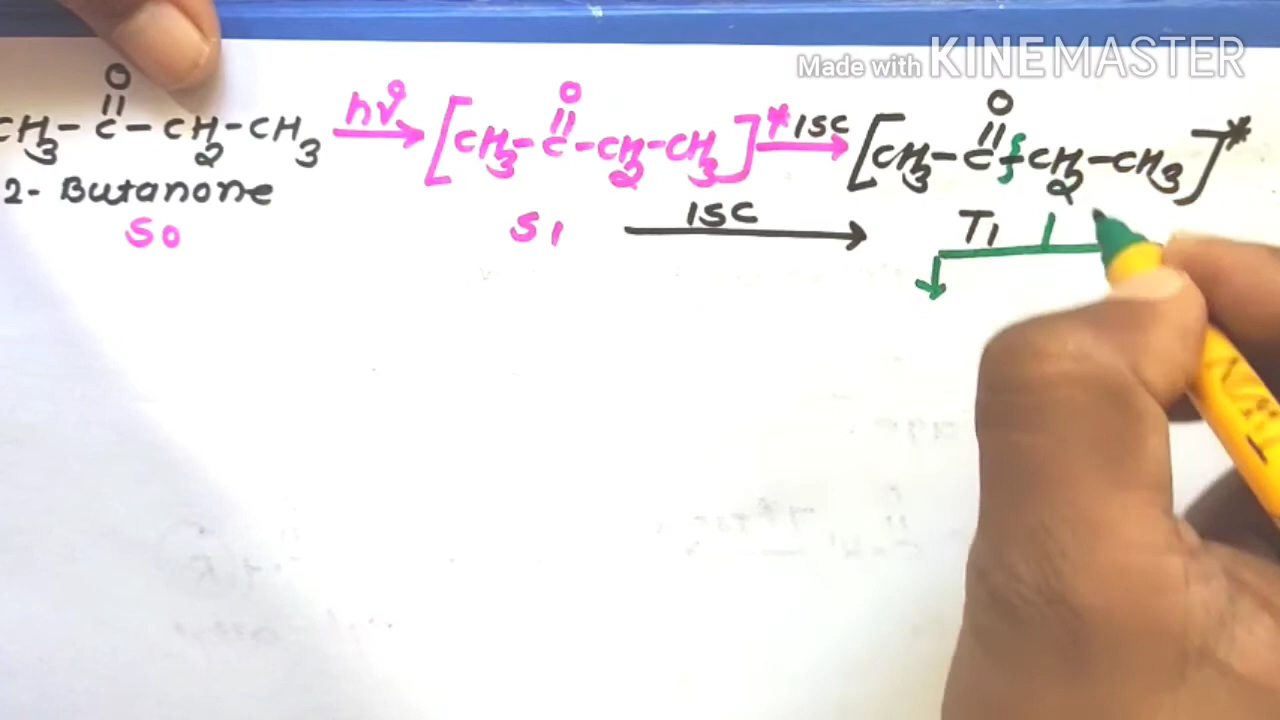 Made with KINEMASTER
O O O
CH3-C-CH2-CH3 hν [CH3-C-CH2-CH3]* ISC [CH3-C-CH2-CH3]*
2-Butanone
S0 S1 ISC T1